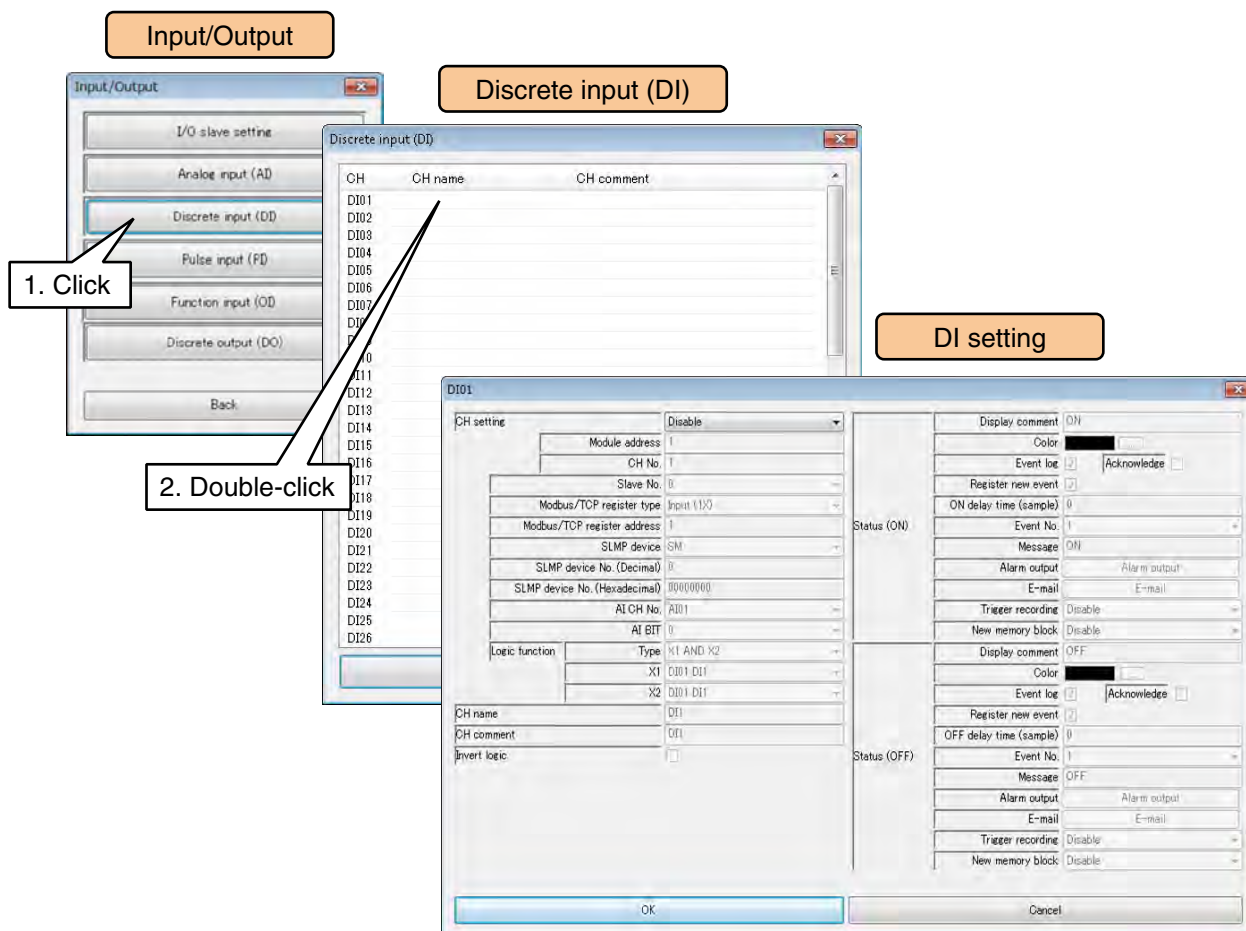 Input/Output
Input/Output
I/O slave setting
Analog input (AI)
Discrete input (DI)
Pulse input (PI)
Function input (OI)
Discrete output (DO)
Back
1. Click
Discrete input (DI)
Discrete input (DI)
CH CH name CH comment
DI01
DI02
DI03
DI04
DI05
DI06
DI07
DI11
DI12
DI13
DI14
DI15
DI16
DI17
DI18
DI19
DI20
DI21
DI22
DI23
DI24
DI25
DI26
2. Double-click
DI setting
DI01
CH setting Disable
Module address 1
CH No. 1
Slave No. 0
Modbus/TCP register type Input (1X)
Modbus/TCP register address 1
SLMP device SM
SLMP device No. (Decimal) 0
SLMP device No. (Hexadecimal) 00000000
AI CH No. AI01
AI BIT 0
Logic function Type X1 AND X2
X1 DI01 DI1
X2 DI01 DI1
CH name DI1
CH comment DI1
Invert logic
Status (ON)
Display comment ON
Color
Event log Acknowledge
Register new event
ON delay time (sample) 0
Event No. 1
Message ON
Alarm output Alarm output
E-mail E-mail
Trigger recording Disable
New memory block Disable
Status (OFF)
Display comment OFF
Color
Event log Acknowledge
Register new event
OFF delay time (sample) 0
Event No. 1
Message OFF
Alarm output Alarm output
E-mail E-mail
Trigger recording Disable
New memory block Disable
OK Cancel